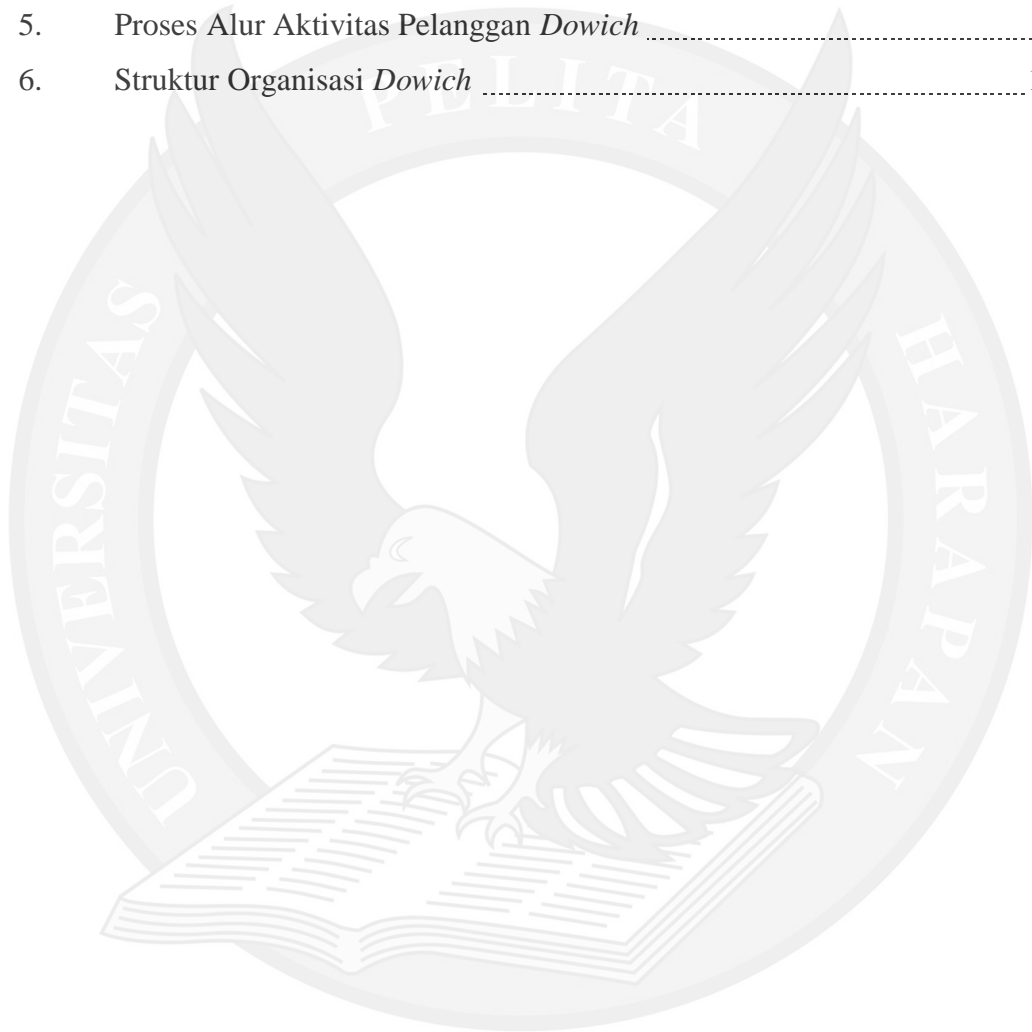 5. Proses Alur Aktivitas Pelanggan Dowich
6. Struktur Organisasi Dowich
UNIVERSITAS PELITA HARAPAN